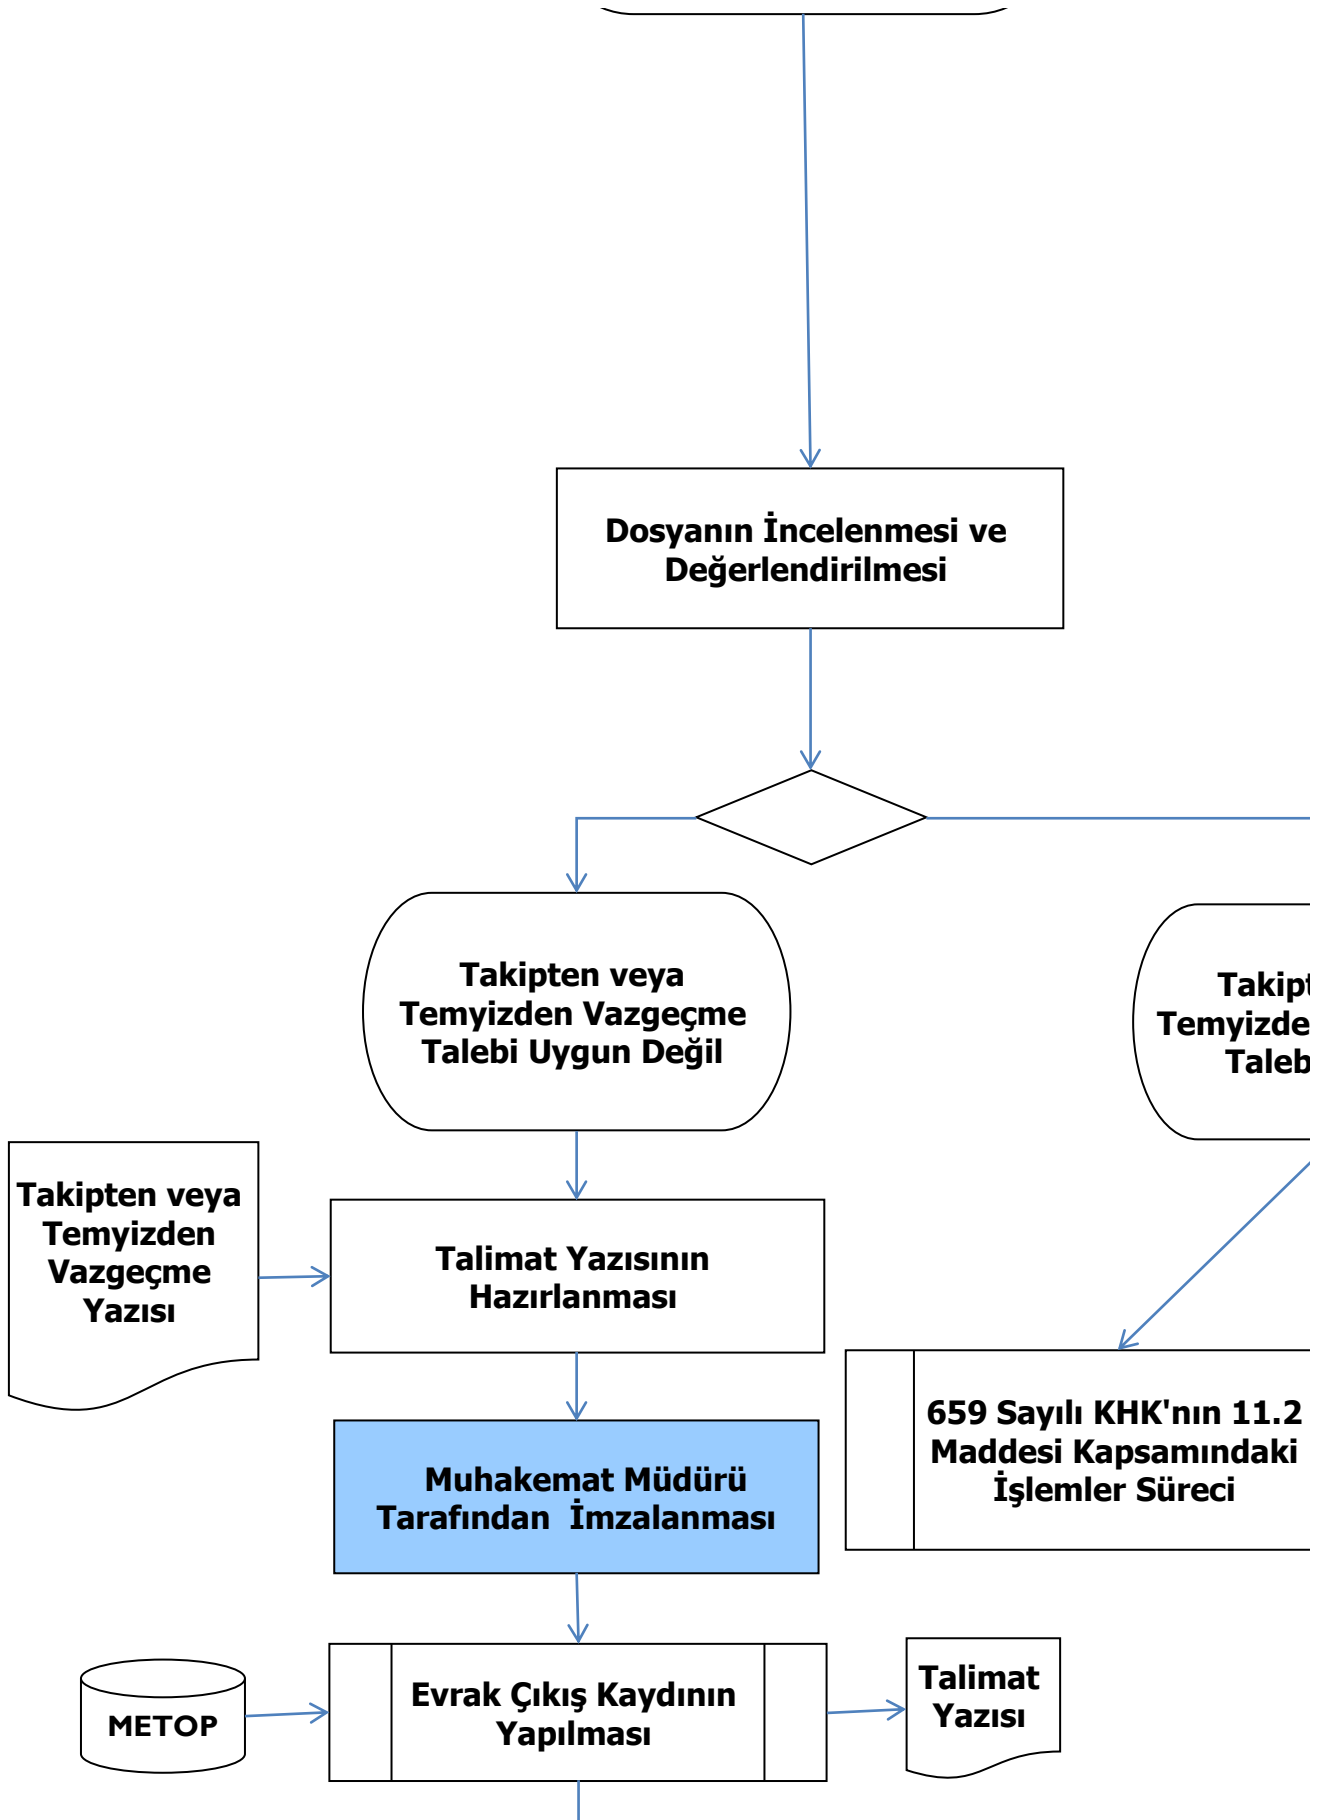 Dosyanın İncelenmesi ve
Değerlendirilmesi
Takipten veya
Temyizden Vazgeçme
Talebi Uygun Değil
Takipt
Temyizde
Taleb
Takipten veya
Temyizden
Vazgeçme
Yazısı
Talimat Yazısının
Hazırlanması
659 Sayılı KHK'nın 11.2
Maddesi Kapsamındaki
İşlemler Süreci
Muhakemat Müdürü
Tarafından  İmzalanması
METOP
Evrak Çıkış Kaydının
Yapılması
Talimat
Yazısı